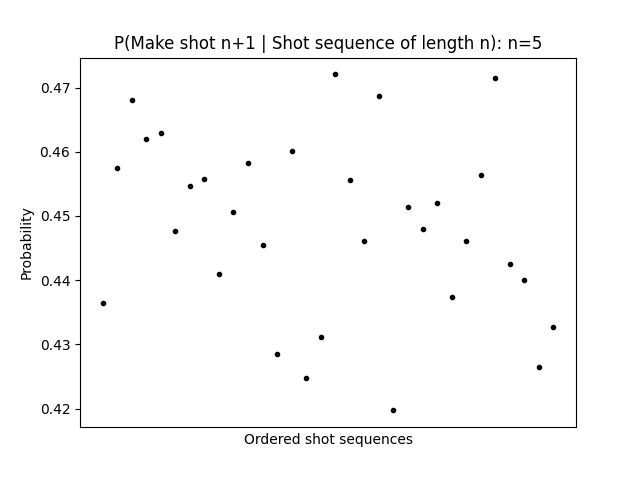 P(Make shot n+1 | Shot sequence of length n): n=5
0.47
0.46
0.45
0.44
0.43
0.42
Probability
Ordered shot sequences